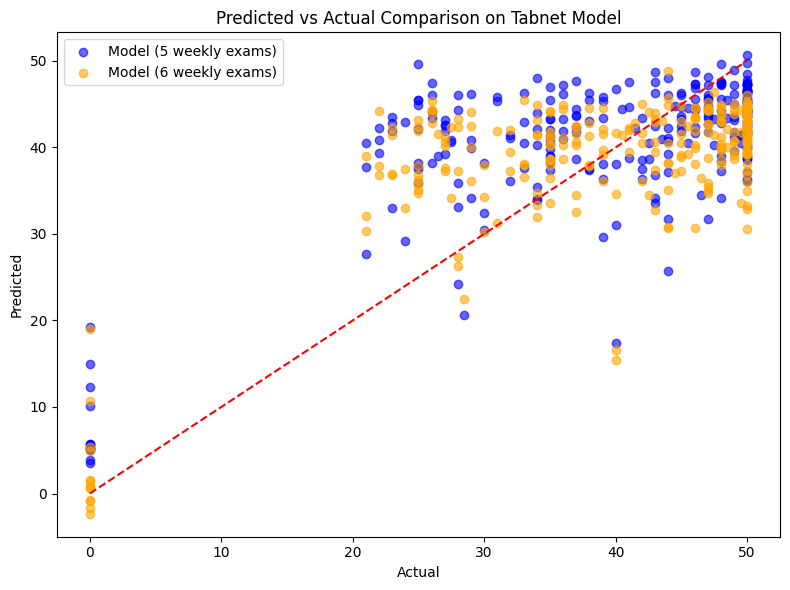 Predicted vs Actual Comparison on Tabnet Model
Model (5 weekly exams)
Model (6 weekly exams)
50
40
30
20
10
0
Predicted
0 10 20 30 40 50
Actual